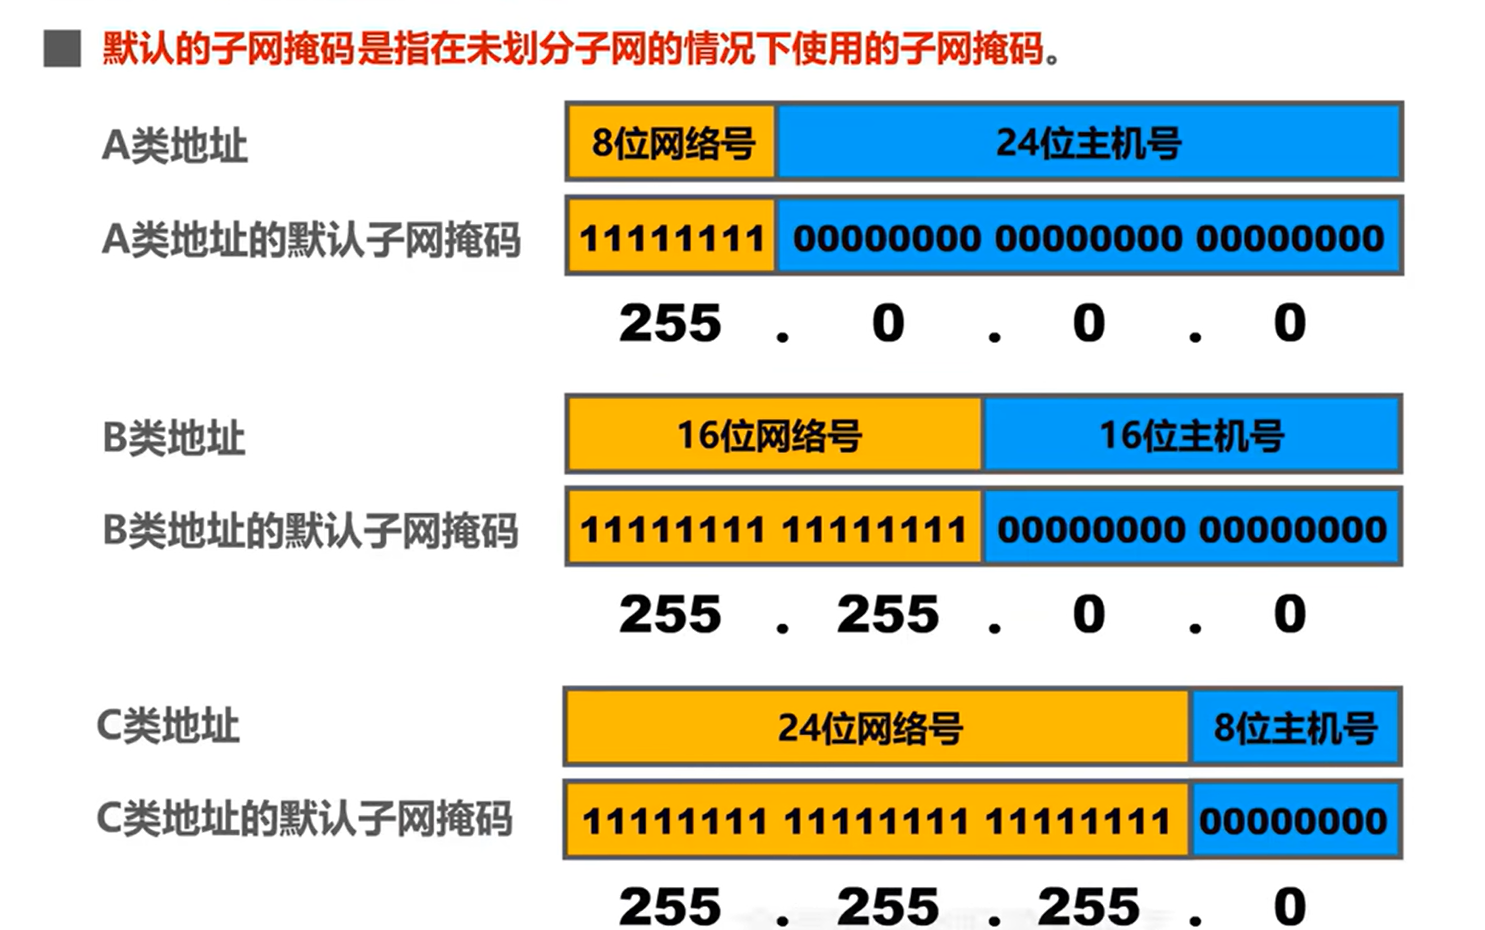 默认的子网掩码是指在未划分子网的情况下使用的子网掩码。
A类地址 8位网络号 24位主机号
A类地址的默认子网掩码 11111111 00000000 00000000 00000000
255 . 0 . 0 . 0
B类地址 16位网络号 16位主机号
B类地址的默认子网掩码 11111111 11111111 00000000 00000000
255 . 255 . 0 . 0
C类地址 24位网络号 8位主机号
C类地址的默认子网掩码 11111111 11111111 11111111 00000000
255 . 255 . 255 . 0